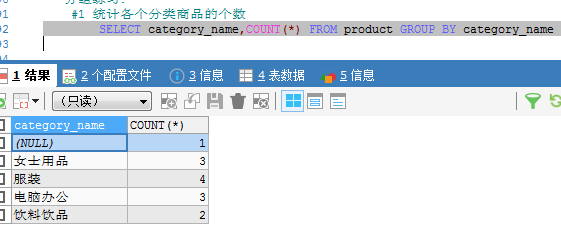 #1 统计各个分类商品的个数
92 SELECT category_name,COUNT(*) FROM product GROUP BY category_name
93
1 结果 2 个配置文件 3 信息 4 表数据 5 信息
(只读)
category_name COUNT(*)
(NULL) 1
女士用品 3
服装 4
电脑办公 3
饮料饮品 2